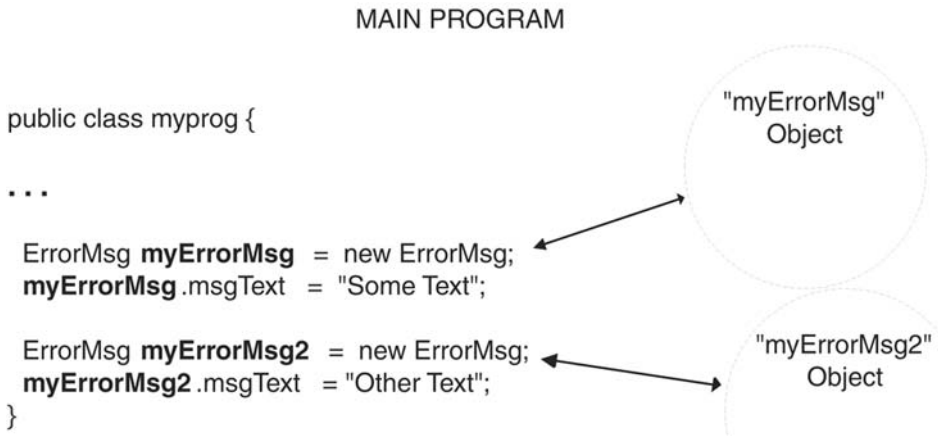 MAIN PROGRAM
public class myprog {
. . .
ErrorMsg myErrorMsg = new ErrorMsg;
myErrorMsg .msgText = "Some Text";
ErrorMsg myErrorMsg2 = new ErrorMsg;
myErrorMsg2 .msgText = "Other Text";
}
"myErrorMsg"
Object
"myErrorMsg2"
Object